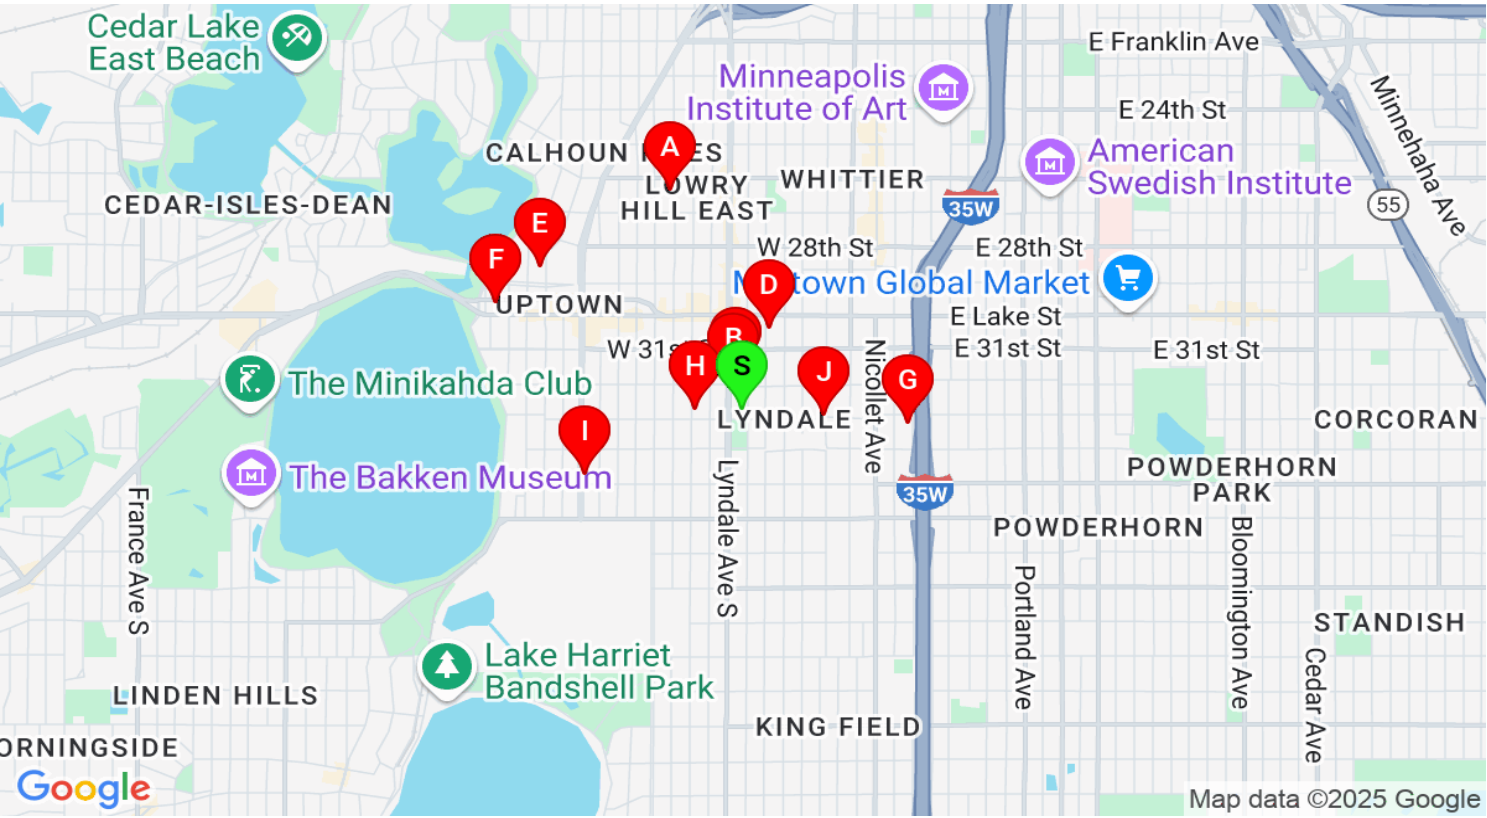 Cedar Lake
East Beach
E Franklin Ave
Minneapolis
Institute of Art
E 24th St
Minnehaha Ave
CALHOUN
A
LOWRY
HILL EAST
WHITTIER
American
Swedish Institute
CEDAR-ISLES-DEAN
35W
55
E
F
W 28th St
E 28th St
D
Global Market
UPTOWN
E Lake St
B
W 31st
E 31st St
E 31st St
H
S
J
G
Nicollet Ave
The Minikahda Club
LYNDALE
CORCORAN
I
The Bakken Museum
POWDERHORN
PARK
35W
France Ave S
Lyndale Ave S
POWDERHORN
Bloomington Ave
Portland Ave
STANDISH
Cedar Ave
Lake Harriet
Bandshell Park
LINDEN HILLS
KING FIELD
ORNINGSIDE
Google
Map data ©2025 Google